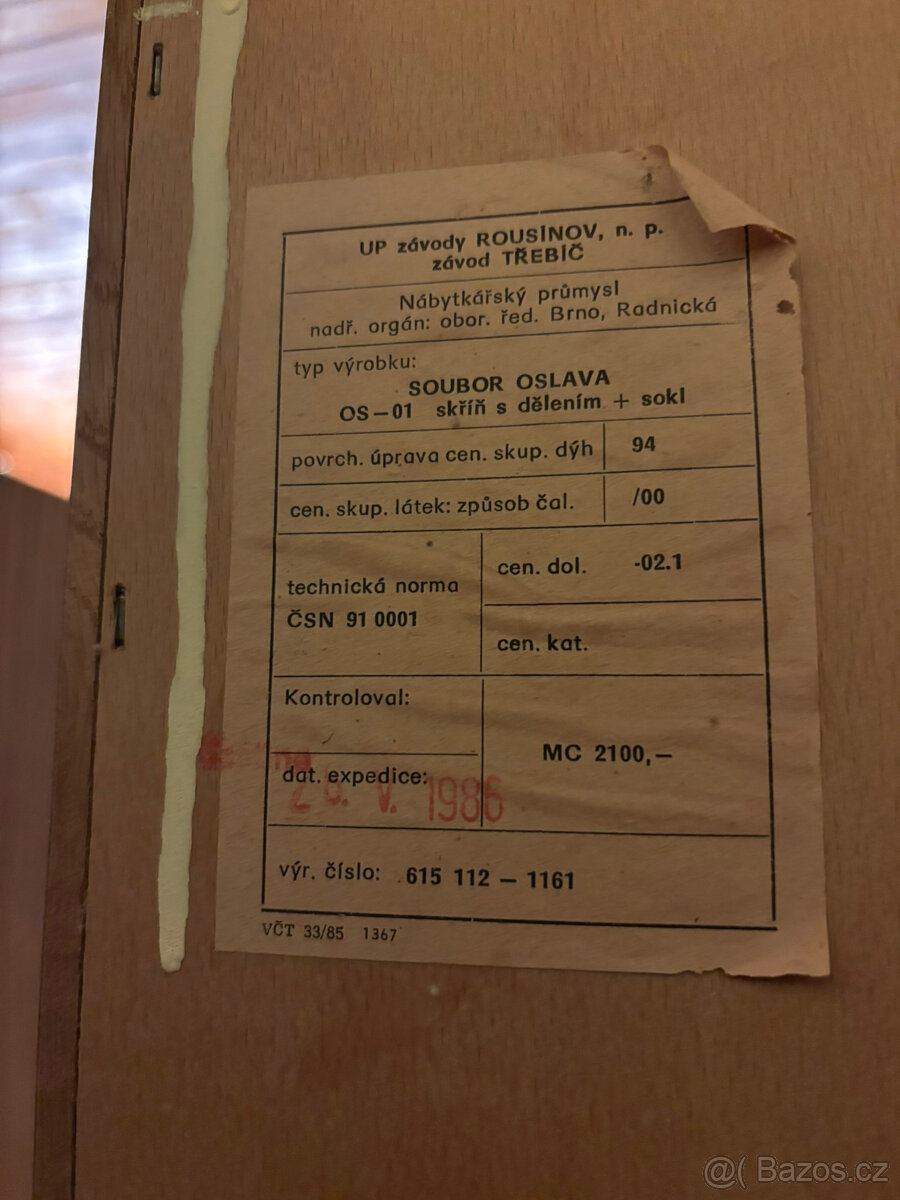 UP závody ROUSÍNOV, n. p.
závod TŘEBÍČ
Nábytkářský průmysl
nadř. orgán: obor. řed. Brno, Radnická
typ výrobku:
SOUBOR OSLAVA
OS–01 skříň s dělením + sokl
povrch. úprava cen. skup. dýh 94
cen. skup. látek: způsob čal. /00
technická norma
ČSN 91 0001
cen. dol. -02.1
cen. kat.
Kontroloval:
dat. expedice:
V. 1986
MC 2100,—
výr. číslo: 615 112 – 1161
VČT 33/85 1367
@( Bazos.cz